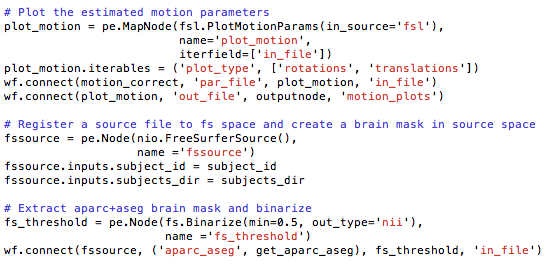 # Plot the estimated motion parameters
plot_motion = pe.MapNode(fsl.PlotMotionParams(in_source='fsl'),
name='plot_motion',
iterfield=['in_file'])
plot_motion.iterables = ('plot_type', ['rotations', 'translations'])
wf.connect(motion_correct, 'par_file', plot_motion, 'in_file')
wf.connect(plot_motion, 'out_file', outputnode, 'motion_plots')
# Register a source file to fs space and create a brain mask in source space
fssource = pe.Node(nio.FreeSurferSource(),
name ='fssource')
fssource.inputs.subject_id = subject_id
fssource.inputs.subjects_dir = subjects_dir
# Extract aparc+aseg brain mask and binarize
fs_threshold = pe.Node(fs.Binarize(min=0.5, out_type='nii'),
name ='fs_threshold')
wf.connect(fssource, ('aparc_aseg', get_aparc_aseg), fs_threshold, 'in_file')